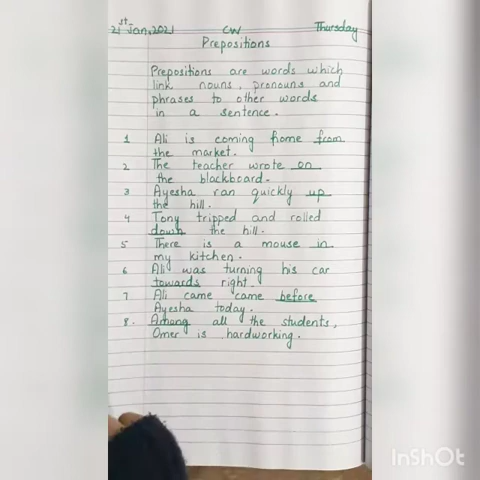 21st Jan, 2021 CW Thursday
Prepositions
Prepositions are words which
link nouns, pronouns and
phrases to other words
in a sentence.
1 Ali is coming home from
the market.
2 The teacher wrote on
the blackboard.
3 Ayesha ran quickly up
the hill.
4 Tony tripped and rolled
down the hill.
5 There is a mouse in
my kitchen.
6 Ali was turning his car
towards right.
7 Ali came came before
Ayesha today.
8. Among all the students,
Omer is hardworking.
InShOt